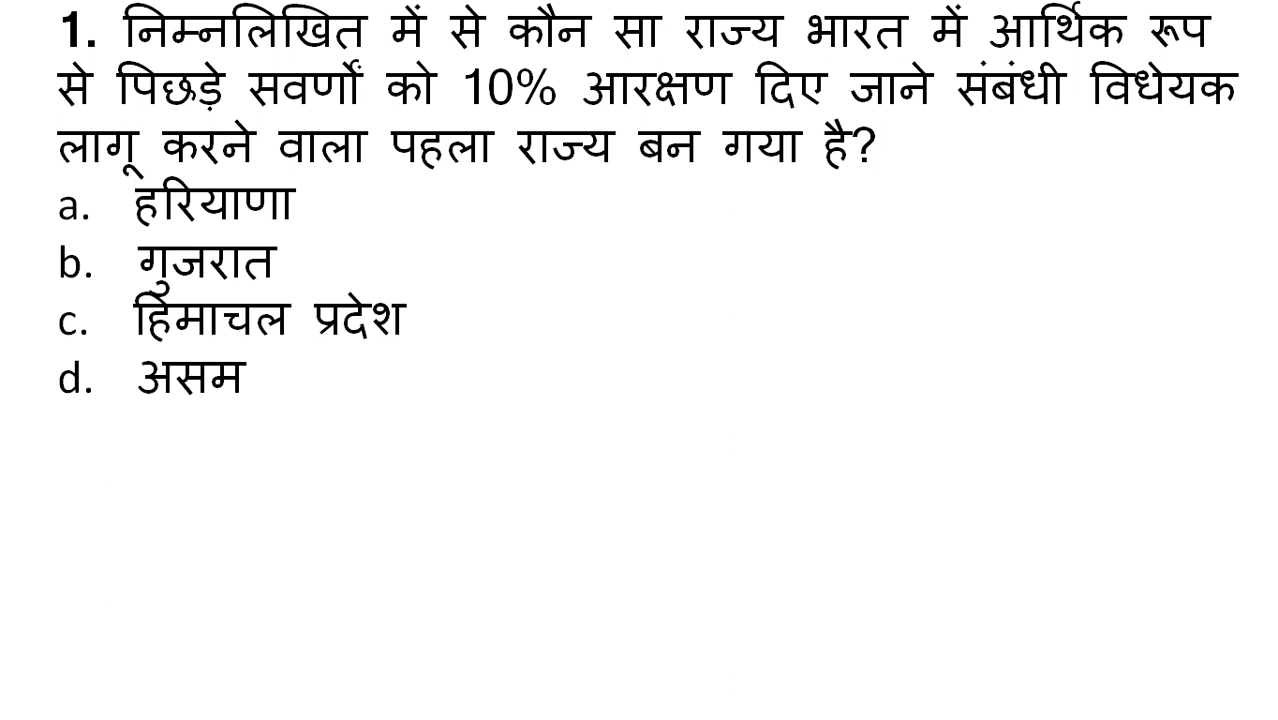 1. निम्नलिखित में से कौन सा राज्य भारत में आर्थिक रूप
से पिछड़े सवर्णों को 10% आरक्षण दिए जाने संबंधी विधेयक
लागू करने वाला पहला राज्य बन गया है?
a. हरियाणा
b. गुजरात
c. हिमाचल प्रदेश
d. असम